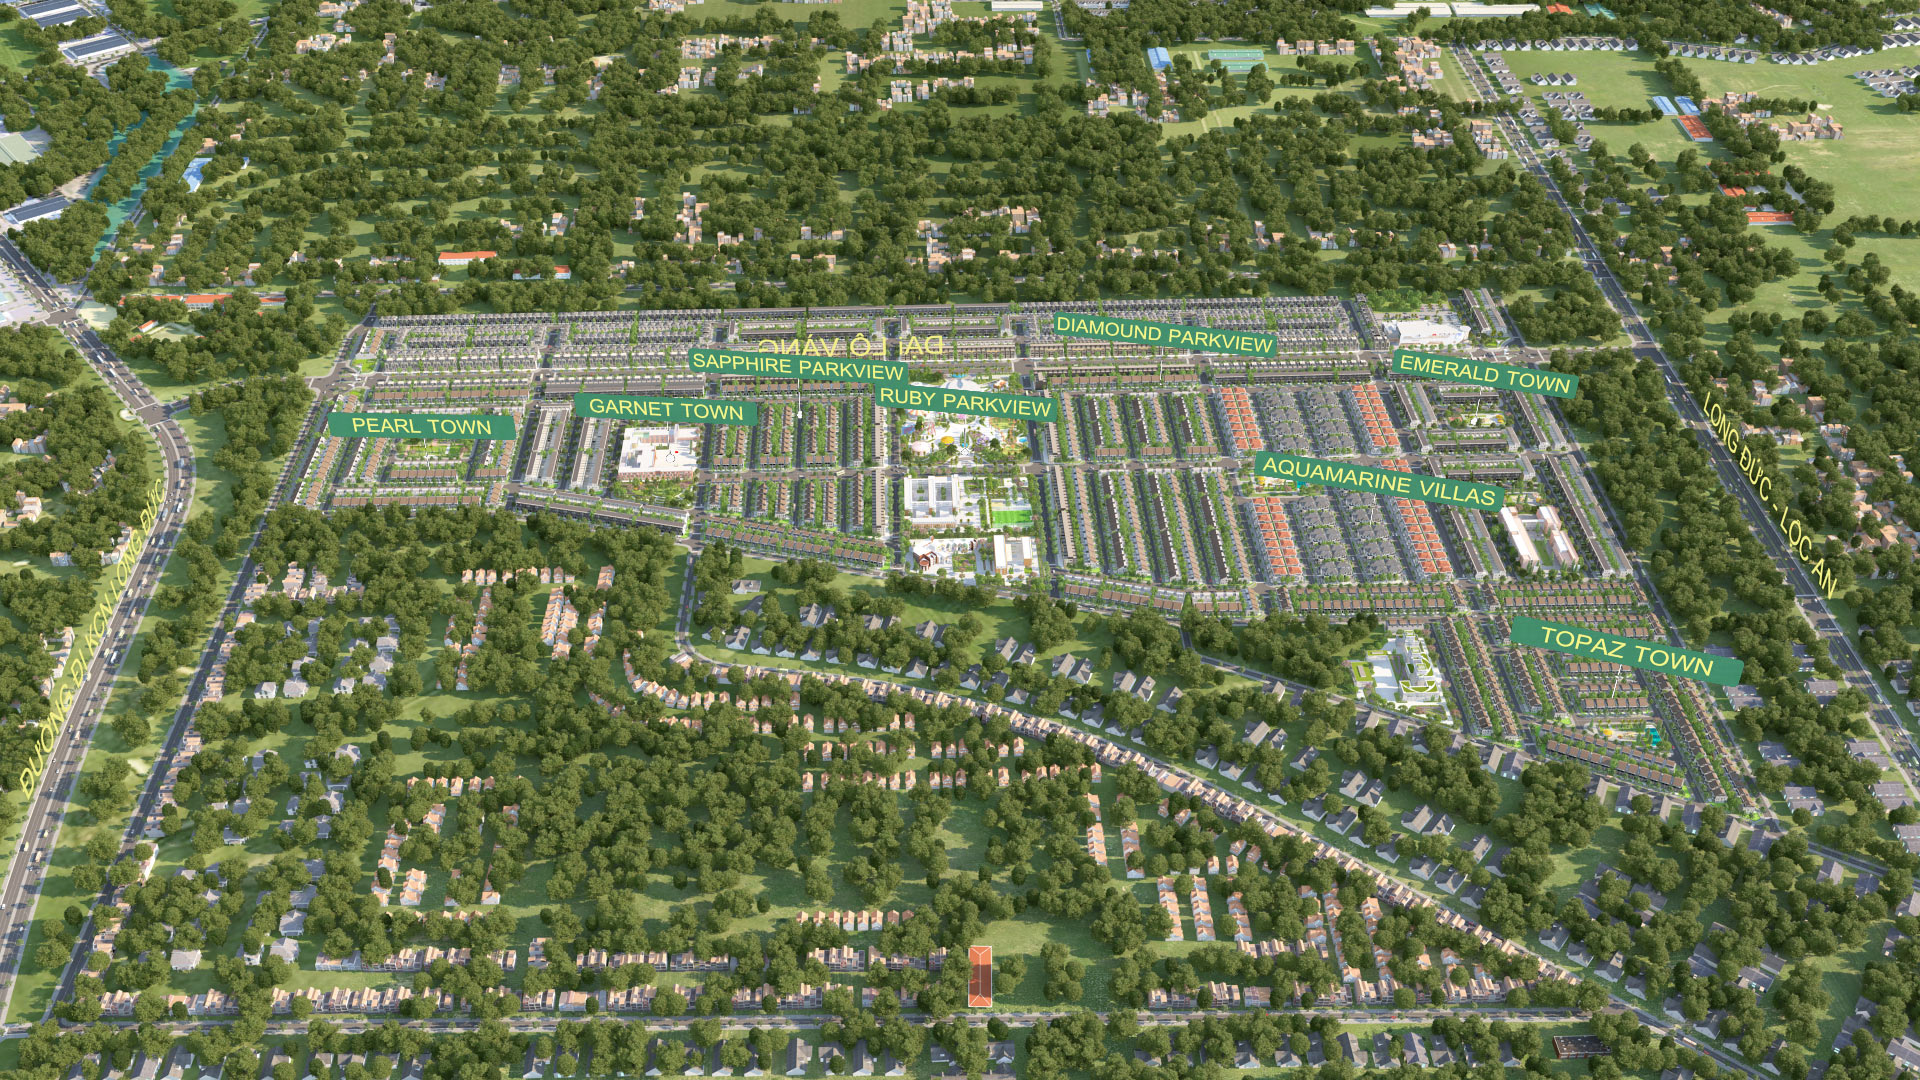 DIAMOUND PARKVIEW
ĐẠI LỘ VÀNG
SAPPHIRE PARKVIEW
EMERALD TOWN
RUBY PARKVIEW
GARNET TOWN
PEARL TOWN
AQUAMARINE VILLAS
LONG ĐỨC - LỘC AN
ĐƯỜNG ĐI KCN LONG ĐỨC
TOPAZ TOWN